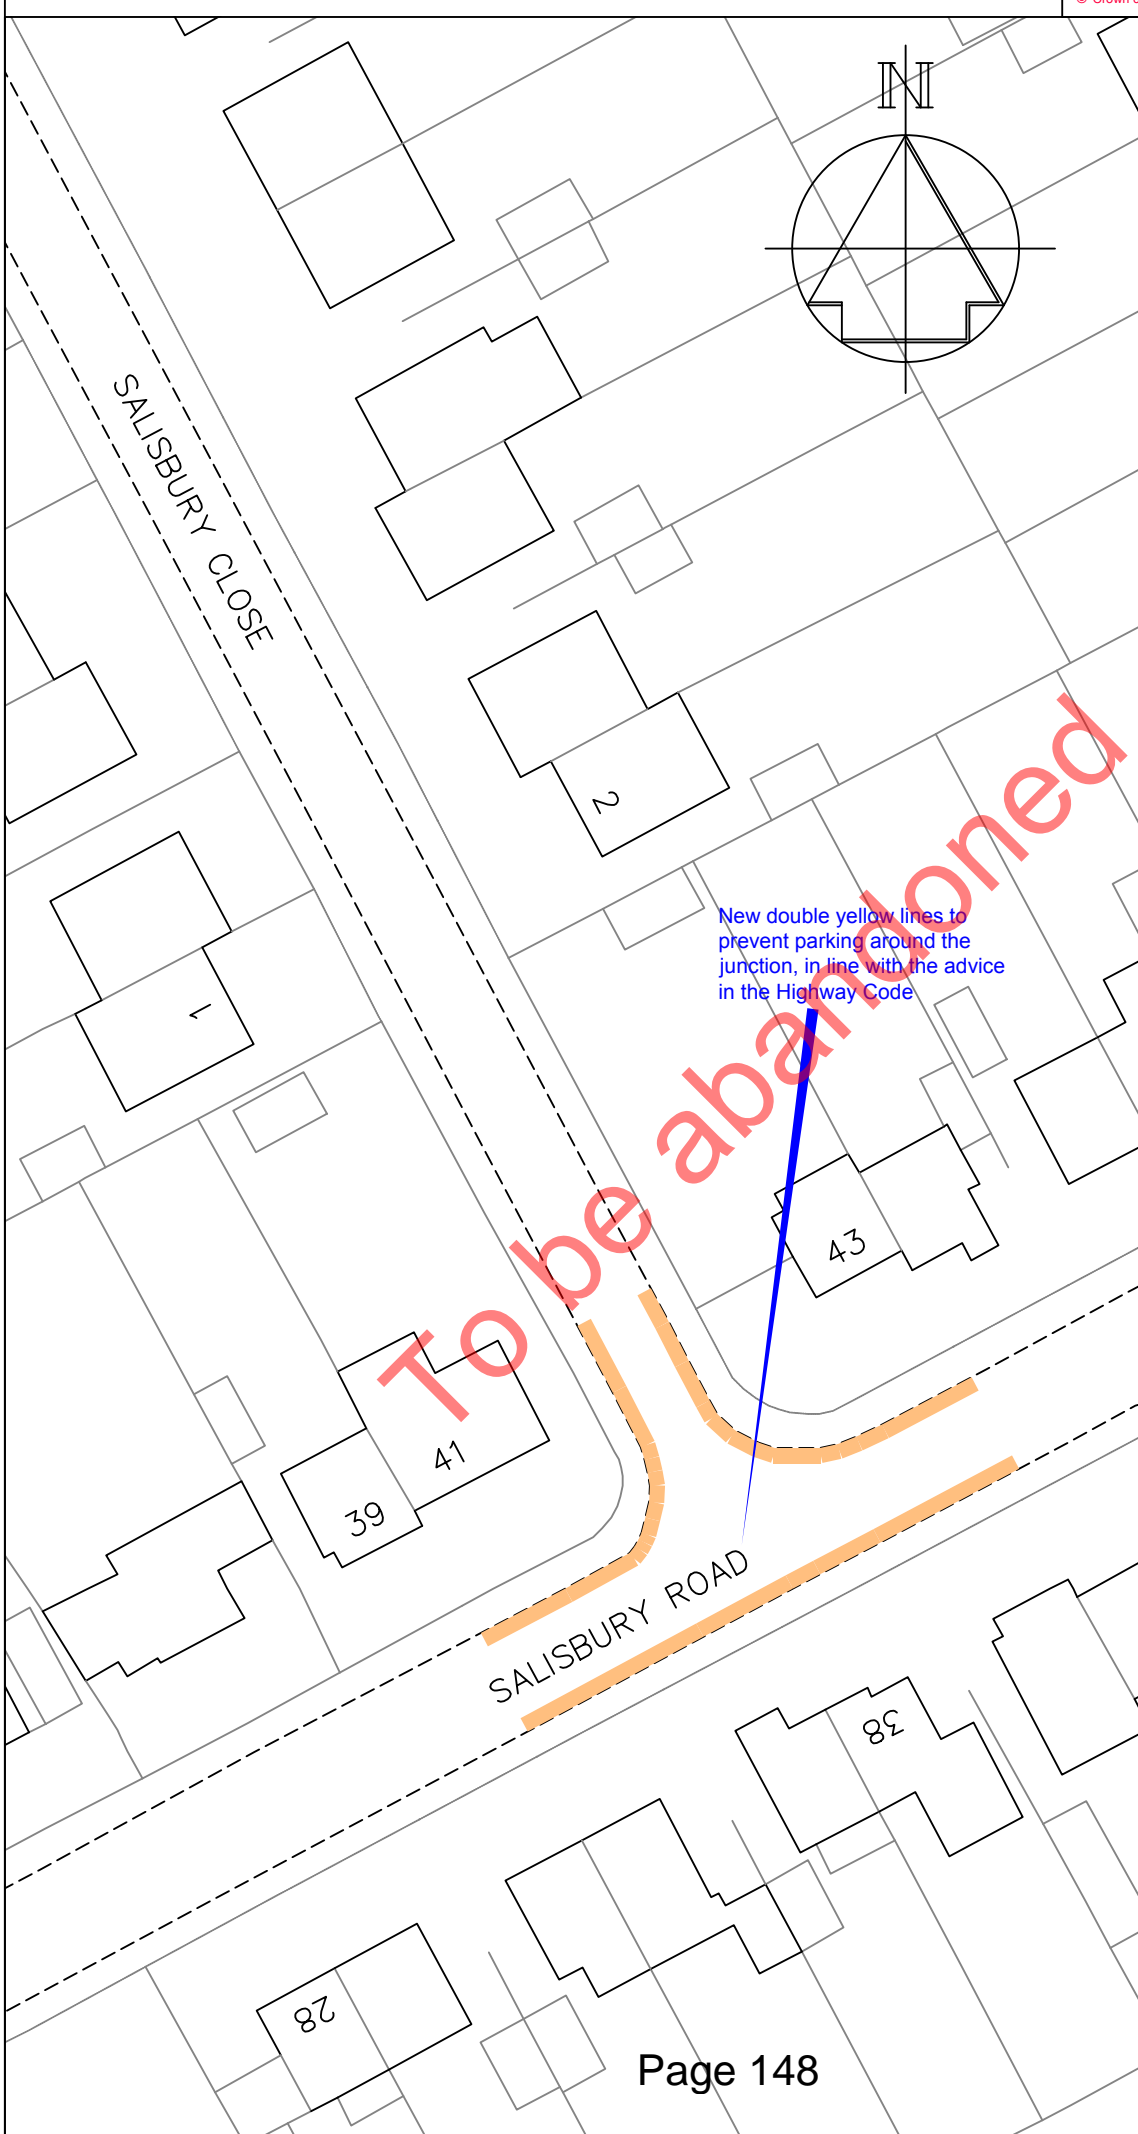 © Crown
N
SALISBURY CLOSE
2
1
New double yellow lines to
prevent parking around the
junction, in line with the advice
in the Highway Code
To be abandoned
43
41
39
SALISBURY ROAD
38
28
Page 148